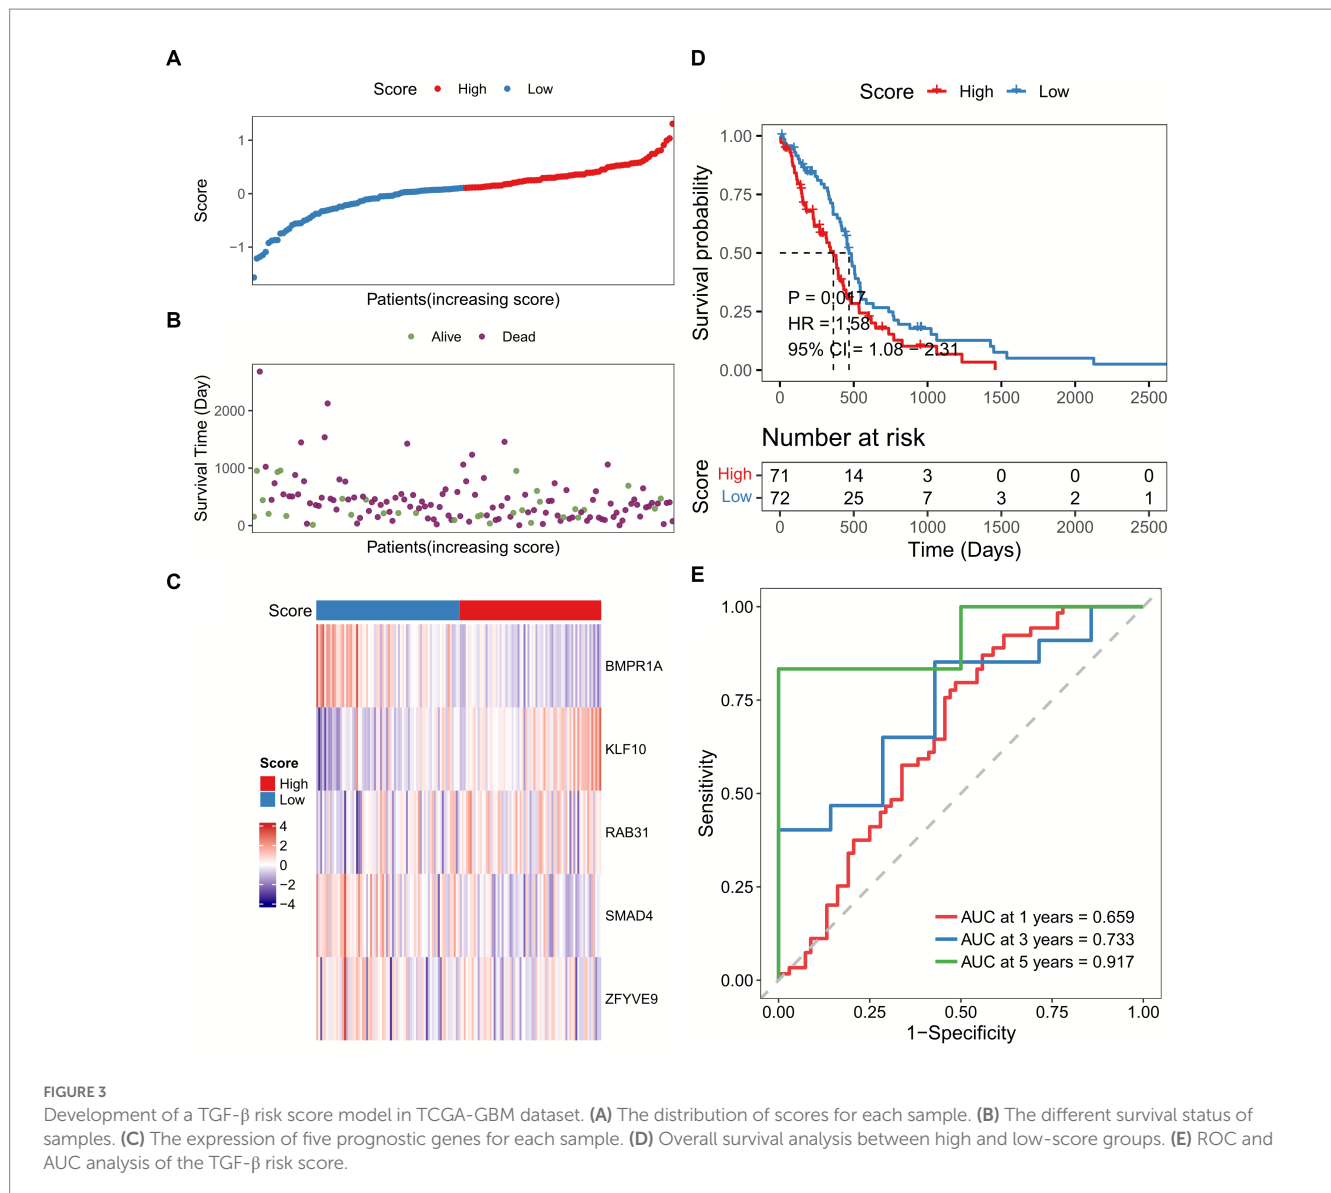 A
Score High Low
1
0
−1
Score
Patients(increasing score)
B
Alive Dead
2000
1000
0
Survival Time (Day)
Patients(increasing score)
C
Score
BMPR1A
KLF10
RAB31
SMAD4
ZFYVE9
Score
High
Low
4
2
0
−2
−4
D
Score High Low
1.00
0.75
0.50
0.25
0.00
Survival probability
P = 0.017
HR = 1.58
95% CI = 1.08 − 2.31
0 500 1000 1500 2000 2500
Number at risk
Score
High 71 14 3 0 0 0
Low 72 25 7 3 2 1
0 500 1000 1500 2000 2500
Time (Days)
E
1.00
0.75
0.50
0.25
0.00
Sensitivity
AUC at 1 years = 0.659
AUC at 3 years = 0.733
AUC at 5 years = 0.917
0.00 0.25 0.50 0.75 1.00
1−Specificity
FIGURE 3
Development of a TGF-β risk score model in TCGA-GBM dataset. (A) The distribution of scores for each sample. (B) The different survival status of
samples. (C) The expression of five prognostic genes for each sample. (D) Overall survival analysis between high and low-score groups. (E) ROC and
AUC analysis of the TGF-β risk score.